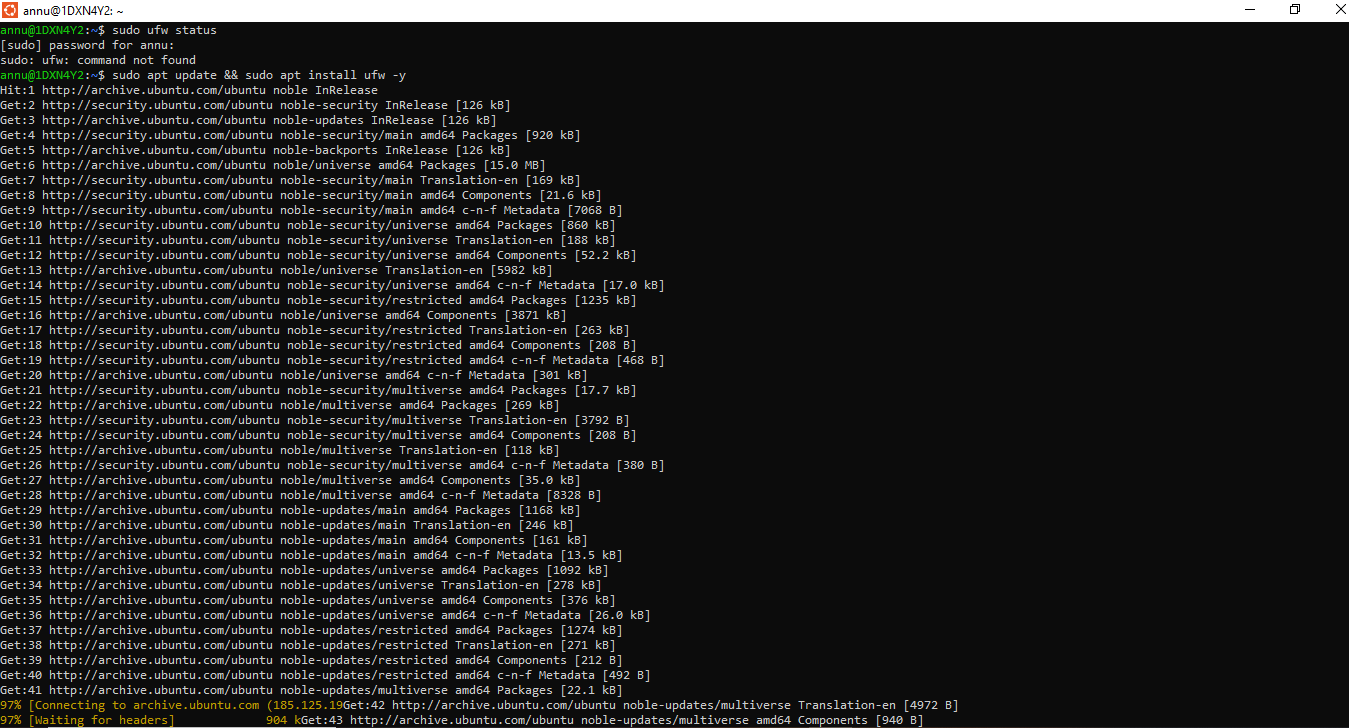 annu@1DXN4Y2: ~
annu@1DXN4Y2:~$ sudo ufw status
[sudo] password for annu:
sudo: ufw: command not found
annu@1DXN4Y2:~$ sudo apt update && sudo apt install ufw -y
Hit:1 http://archive.ubuntu.com/ubuntu noble InRelease
Get:2 http://security.ubuntu.com/ubuntu noble-security InRelease [126 kB]
Get:3 http://archive.ubuntu.com/ubuntu noble-updates InRelease [126 kB]
Get:4 http://security.ubuntu.com/ubuntu noble-security/main amd64 Packages [920 kB]
Get:5 http://archive.ubuntu.com/ubuntu noble-backports InRelease [126 kB]
Get:6 http://archive.ubuntu.com/ubuntu noble/universe amd64 Packages [15.0 MB]
Get:7 http://security.ubuntu.com/ubuntu noble-security/main Translation-en [169 kB]
Get:8 http://security.ubuntu.com/ubuntu noble-security/main amd64 Components [21.6 kB]
Get:9 http://security.ubuntu.com/ubuntu noble-security/main amd64 c-n-f Metadata [7068 B]
Get:10 http://security.ubuntu.com/ubuntu noble-security/universe amd64 Packages [860 kB]
Get:11 http://security.ubuntu.com/ubuntu noble-security/universe Translation-en [188 kB]
Get:12 http://security.ubuntu.com/ubuntu noble-security/universe amd64 Components [52.2 kB]
Get:13 http://archive.ubuntu.com/ubuntu noble/universe Translation-en [5982 kB]
Get:14 http://security.ubuntu.com/ubuntu noble-security/universe amd64 c-n-f Metadata [17.0 kB]
Get:15 http://security.ubuntu.com/ubuntu noble-security/restricted amd64 Packages [1235 kB]
Get:16 http://archive.ubuntu.com/ubuntu noble/universe amd64 Components [3871 kB]
Get:17 http://security.ubuntu.com/ubuntu noble-security/restricted Translation-en [263 kB]
Get:18 http://security.ubuntu.com/ubuntu noble-security/restricted amd64 Components [208 B]
Get:19 http://security.ubuntu.com/ubuntu noble-security/restricted amd64 c-n-f Metadata [468 B]
Get:20 http://archive.ubuntu.com/ubuntu noble/universe amd64 c-n-f Metadata [301 kB]
Get:21 http://security.ubuntu.com/ubuntu noble-security/multiverse amd64 Packages [17.7 kB]
Get:22 http://archive.ubuntu.com/ubuntu noble/multiverse amd64 Packages [269 kB]
Get:23 http://security.ubuntu.com/ubuntu noble-security/multiverse Translation-en [3792 B]
Get:24 http://security.ubuntu.com/ubuntu noble-security/multiverse amd64 Components [208 B]
Get:25 http://archive.ubuntu.com/ubuntu noble/multiverse Translation-en [118 kB]
Get:26 http://security.ubuntu.com/ubuntu noble-security/multiverse amd64 c-n-f Metadata [380 B]
Get:27 http://archive.ubuntu.com/ubuntu noble/multiverse amd64 Components [35.0 kB]
Get:28 http://archive.ubuntu.com/ubuntu noble/multiverse amd64 c-n-f Metadata [8328 B]
Get:29 http://archive.ubuntu.com/ubuntu noble-updates/main amd64 Packages [1168 kB]
Get:30 http://archive.ubuntu.com/ubuntu noble-updates/main Translation-en [246 kB]
Get:31 http://archive.ubuntu.com/ubuntu noble-updates/main amd64 Components [161 kB]
Get:32 http://archive.ubuntu.com/ubuntu noble-updates/main amd64 c-n-f Metadata [13.5 kB]
Get:33 http://archive.ubuntu.com/ubuntu noble-updates/universe amd64 Packages [1092 kB]
Get:34 http://archive.ubuntu.com/ubuntu noble-updates/universe Translation-en [278 kB]
Get:35 http://archive.ubuntu.com/ubuntu noble-updates/universe amd64 Components [376 kB]
Get:36 http://archive.ubuntu.com/ubuntu noble-updates/universe amd64 c-n-f Metadata [26.0 kB]
Get:37 http://archive.ubuntu.com/ubuntu noble-updates/restricted amd64 Packages [1274 kB]
Get:38 http://archive.ubuntu.com/ubuntu noble-updates/restricted Translation-en [271 kB]
Get:39 http://archive.ubuntu.com/ubuntu noble-updates/restricted amd64 Components [212 B]
Get:40 http://archive.ubuntu.com/ubuntu noble-updates/restricted amd64 c-n-f Metadata [492 B]
Get:41 http://archive.ubuntu.com/ubuntu noble-updates/multiverse amd64 Packages [22.1 kB]
97% [Connecting to archive.ubuntu.com (185.125.19Get:42 http://archive.ubuntu.com/ubuntu noble-updates/multiverse Translation-en [4972 B]
97% [Waiting for headers]             904 kGet:43 http://archive.ubuntu.com/ubuntu noble-updates/multiverse amd64 Components [940 B]